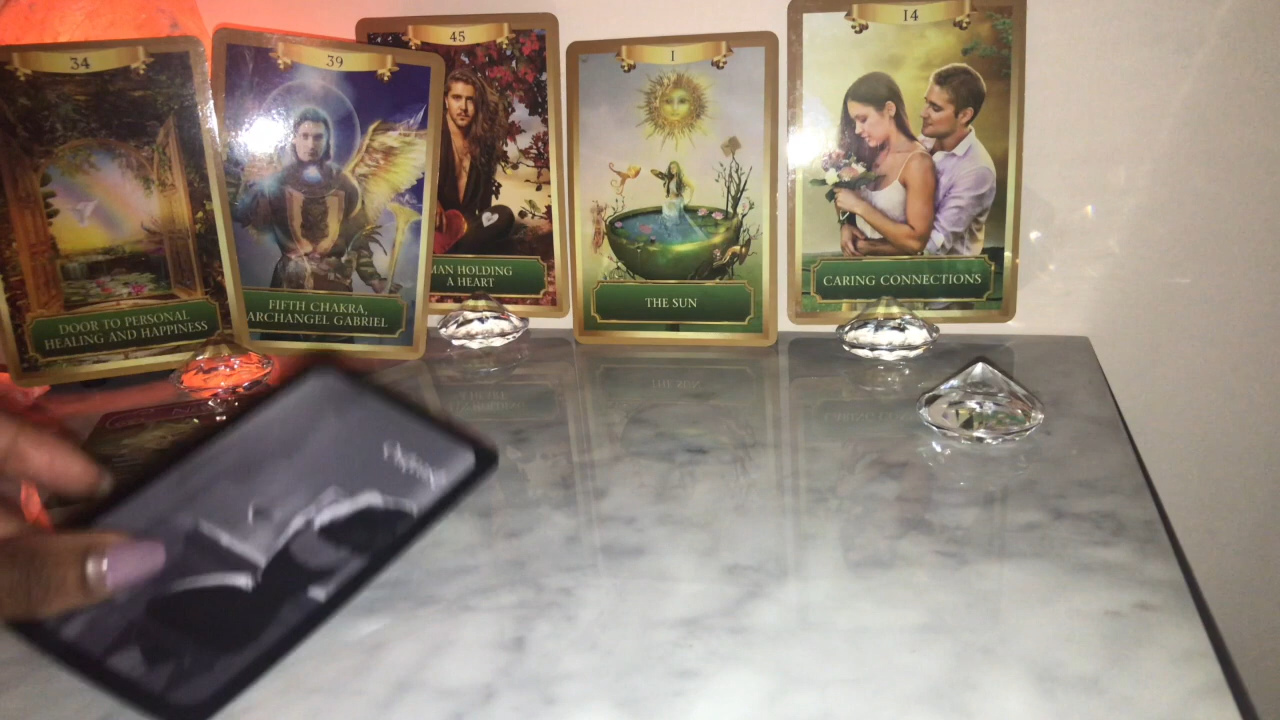 34
DOOR TO PERSONAL
HEALING AND HAPPINESS
39
FIFTH CHAKRA,
ARCHANGEL GABRIEL
45
MAN HOLDING
A HEART
I
THE SUN
14
CARING CONNECTIONS